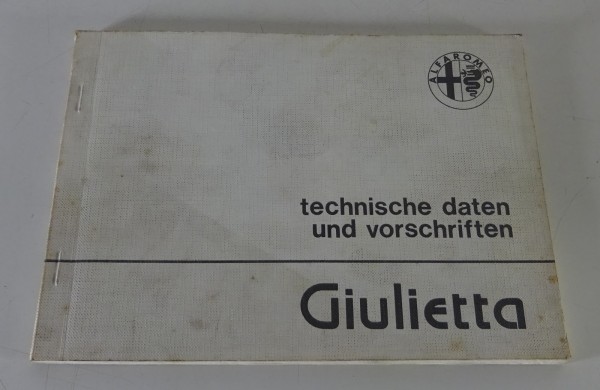 ALFA ROMEO
technische daten
und vorschriften
Giulietta